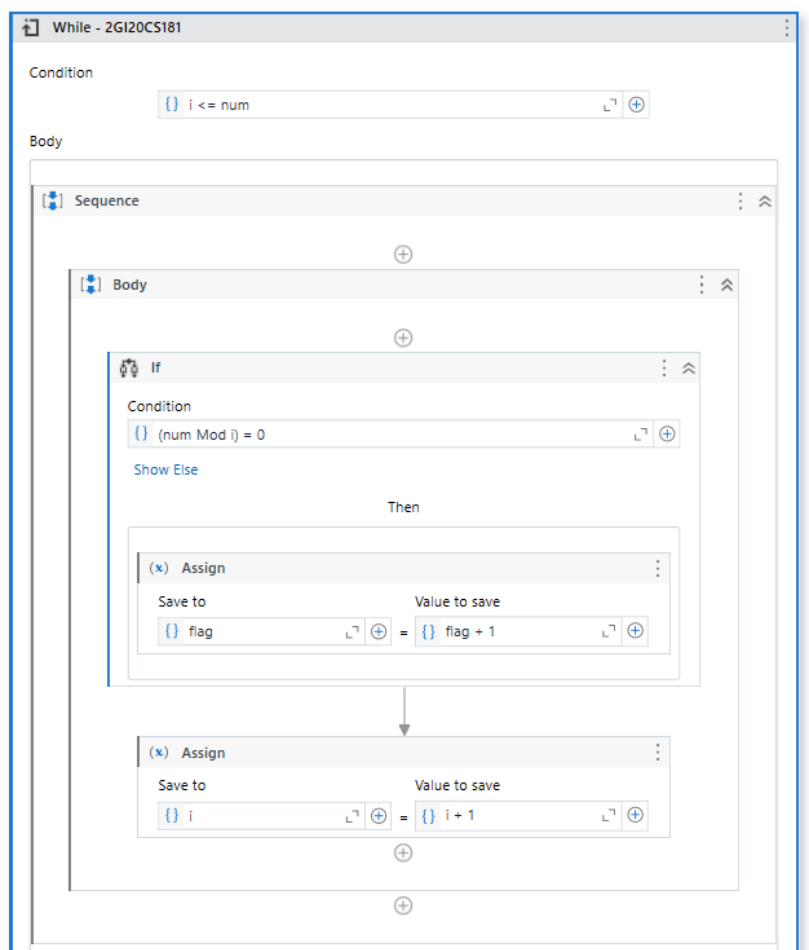 While - 2GI20CS181
Condition
{} i <= num
Body
Sequence
Body
If
Condition
{} (num Mod i) = 0
Show Else
Then
(x) Assign
Save to Value to save
{} flag = {} flag + 1
(x) Assign
Save to Value to save
{} i = {} i + 1